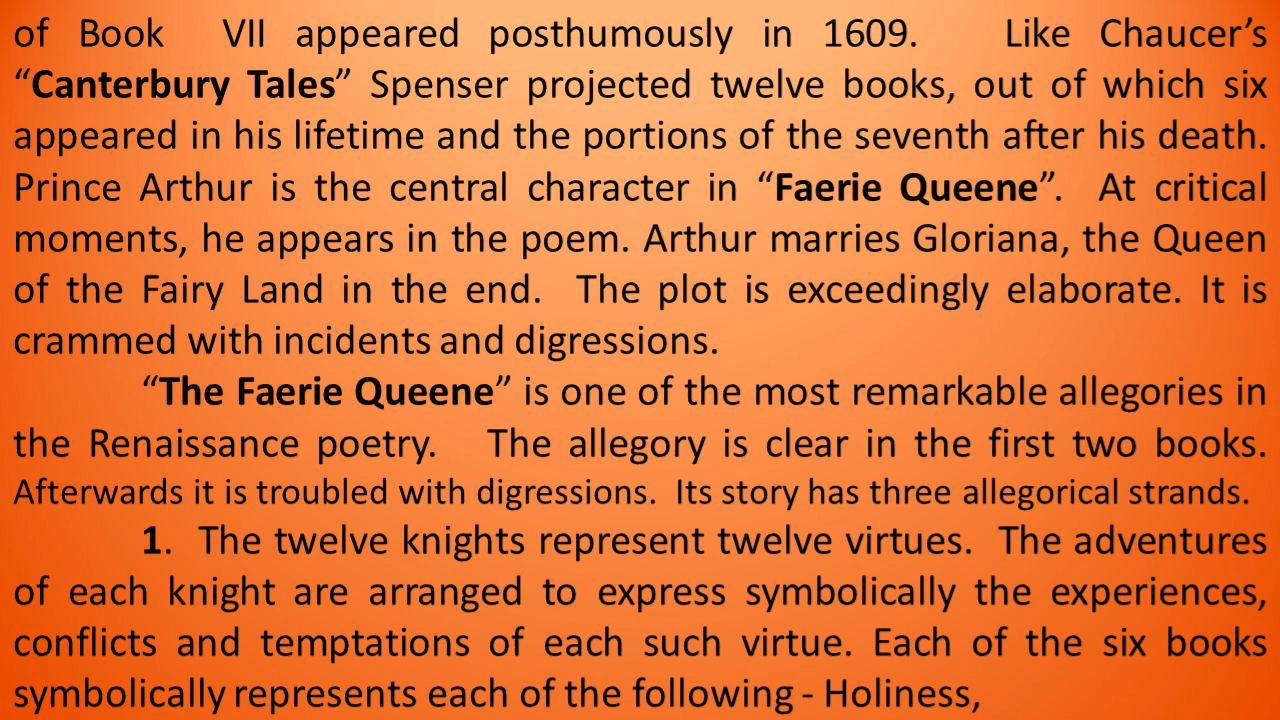 of Book VII appeared posthumously in 1609. Like Chaucer’s
“Canterbury Tales” Spenser projected twelve books, out of which six
appeared in his lifetime and the portions of the seventh after his death.
Prince Arthur is the central character in “Faerie Queene”. At critical
moments, he appears in the poem. Arthur marries Gloriana, the Queen
of the Fairy Land in the end. The plot is exceedingly elaborate. It is
crammed with incidents and digressions.
“The Faerie Queene” is one of the most remarkable allegories in
the Renaissance poetry. The allegory is clear in the first two books.
Afterwards it is troubled with digressions. Its story has three allegorical strands.
1. The twelve knights represent twelve virtues. The adventures
of each knight are arranged to express symbolically the experiences,
conflicts and temptations of each such virtue. Each of the six books
symbolically represents each of the following - Holiness,